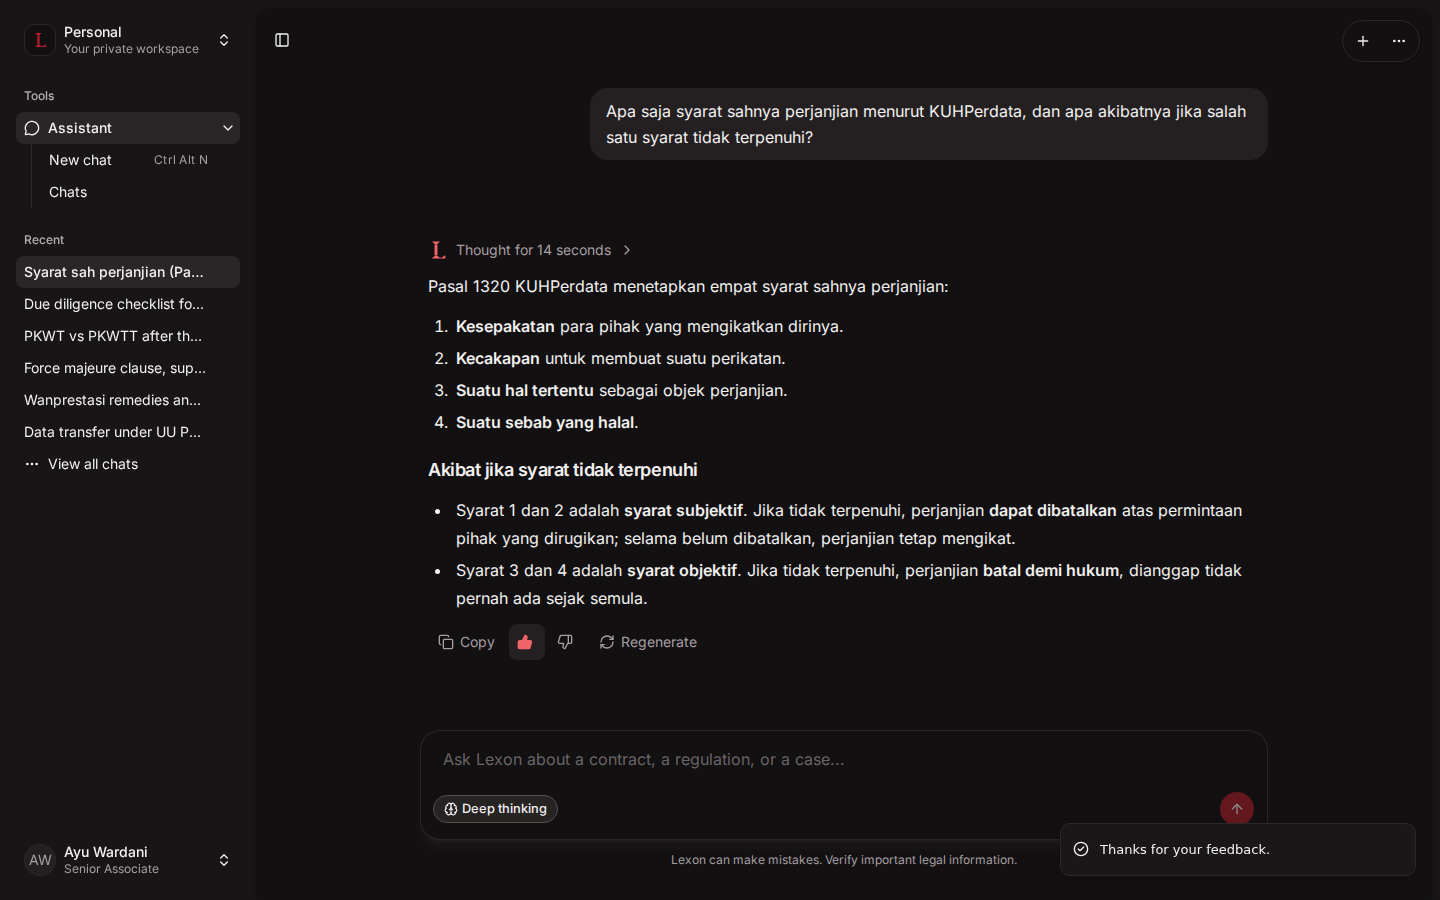 L
Personal
Your private workspace
Tools
Assistant
New chat
Ctrl Alt N
Chats
Recent
Syarat sah perjanjian (Pa...
Due diligence checklist fo...
PKWT vs PKWTT after th...
Force majeure clause, sup...
Wanprestasi remedies an...
Data transfer under UU P...
View all chats
AW
Ayu Wardani
Senior Associate
Apa saja syarat sahnya perjanjian menurut KUHPerdata, dan apa akibatnya jika salah
satu syarat tidak terpenuhi?
L Thought for 14 seconds
Pasal 1320 KUHPerdata menetapkan empat syarat sahnya perjanjian:
1. Kesepakatan para pihak yang mengikatkan dirinya.
2. Kecakapan untuk membuat suatu perikatan.
3. Suatu hal tertentu sebagai objek perjanjian.
4. Suatu sebab yang halal.
Akibat jika syarat tidak terpenuhi
• Syarat 1 dan 2 adalah syarat subjektif. Jika tidak terpenuhi, perjanjian dapat dibatalkan atas permintaan
pihak yang dirugikan; selama belum dibatalkan, perjanjian tetap mengikat.
• Syarat 3 dan 4 adalah syarat objektif. Jika tidak terpenuhi, perjanjian batal demi hukum, dianggap tidak
pernah ada sejak semula.
Copy
Regenerate
Ask Lexon about a contract, a regulation, or a case...
Deep thinking
Lexon can make mistakes. Verify important legal information.
Thanks for your feedback.